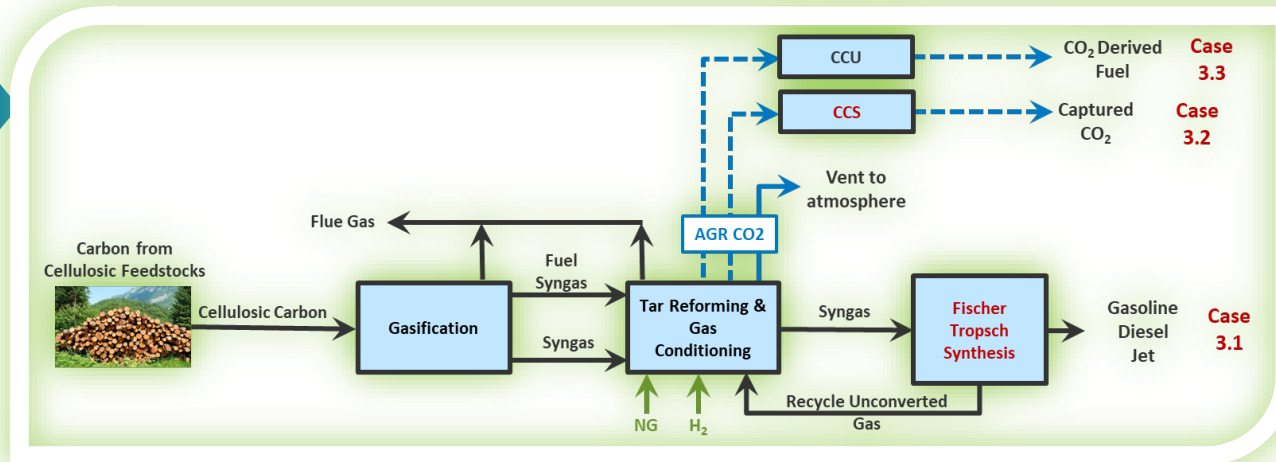 CCU
CO₂ Derived
Fuel
Case
3.3
CCS
Captured
CO₂
Case
3.2
Vent to
atmosphere
AGR CO2
Flue Gas
Carbon from
Cellulosic Feedstocks
Cellulosic Carbon
Gasification
Fuel
Syngas
Syngas
Tar Reforming &
Gas
Conditioning
Syngas
Fischer
Tropsch
Synthesis
Gasoline
Diesel
Jet
Case
3.1
Recycle Unconverted
Gas
NG
H₂